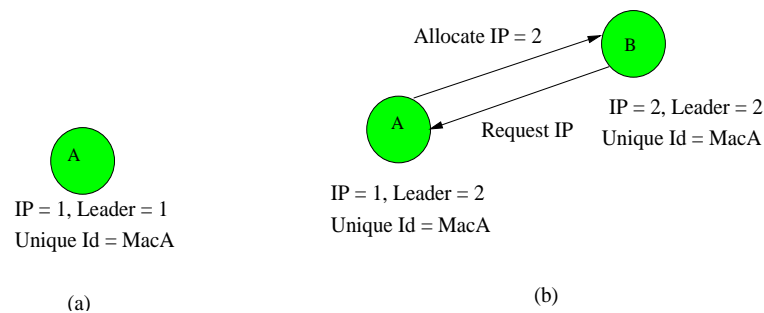 A
IP = 1, Leader = 1
Unique Id = MacA
(a)
Allocate IP = 2
B
A
Request IP
IP = 2, Leader = 2
Unique Id = MacA
IP = 1, Leader = 2
Unique Id = MacA
(b)